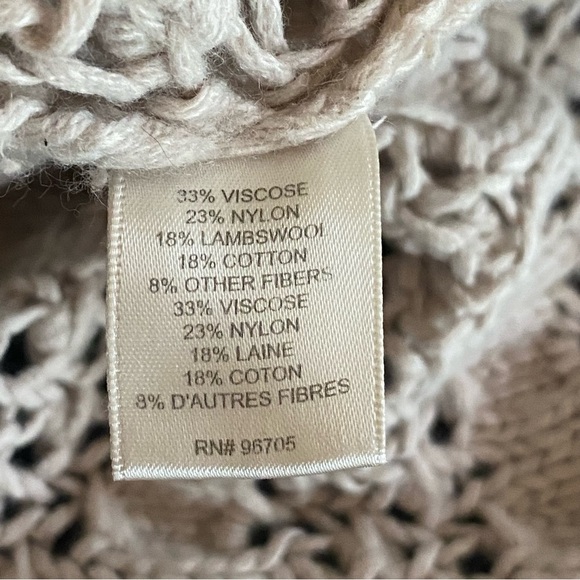 33% VISCOSE
23% NYLON
18% LAMBSWOOL
18% COTTON
8% OTHER FIBERS
33% VISCOSE
23% NYLON
18% LAINE
18% COTON
8% D'AUTRES FIBRES
RN# 96705